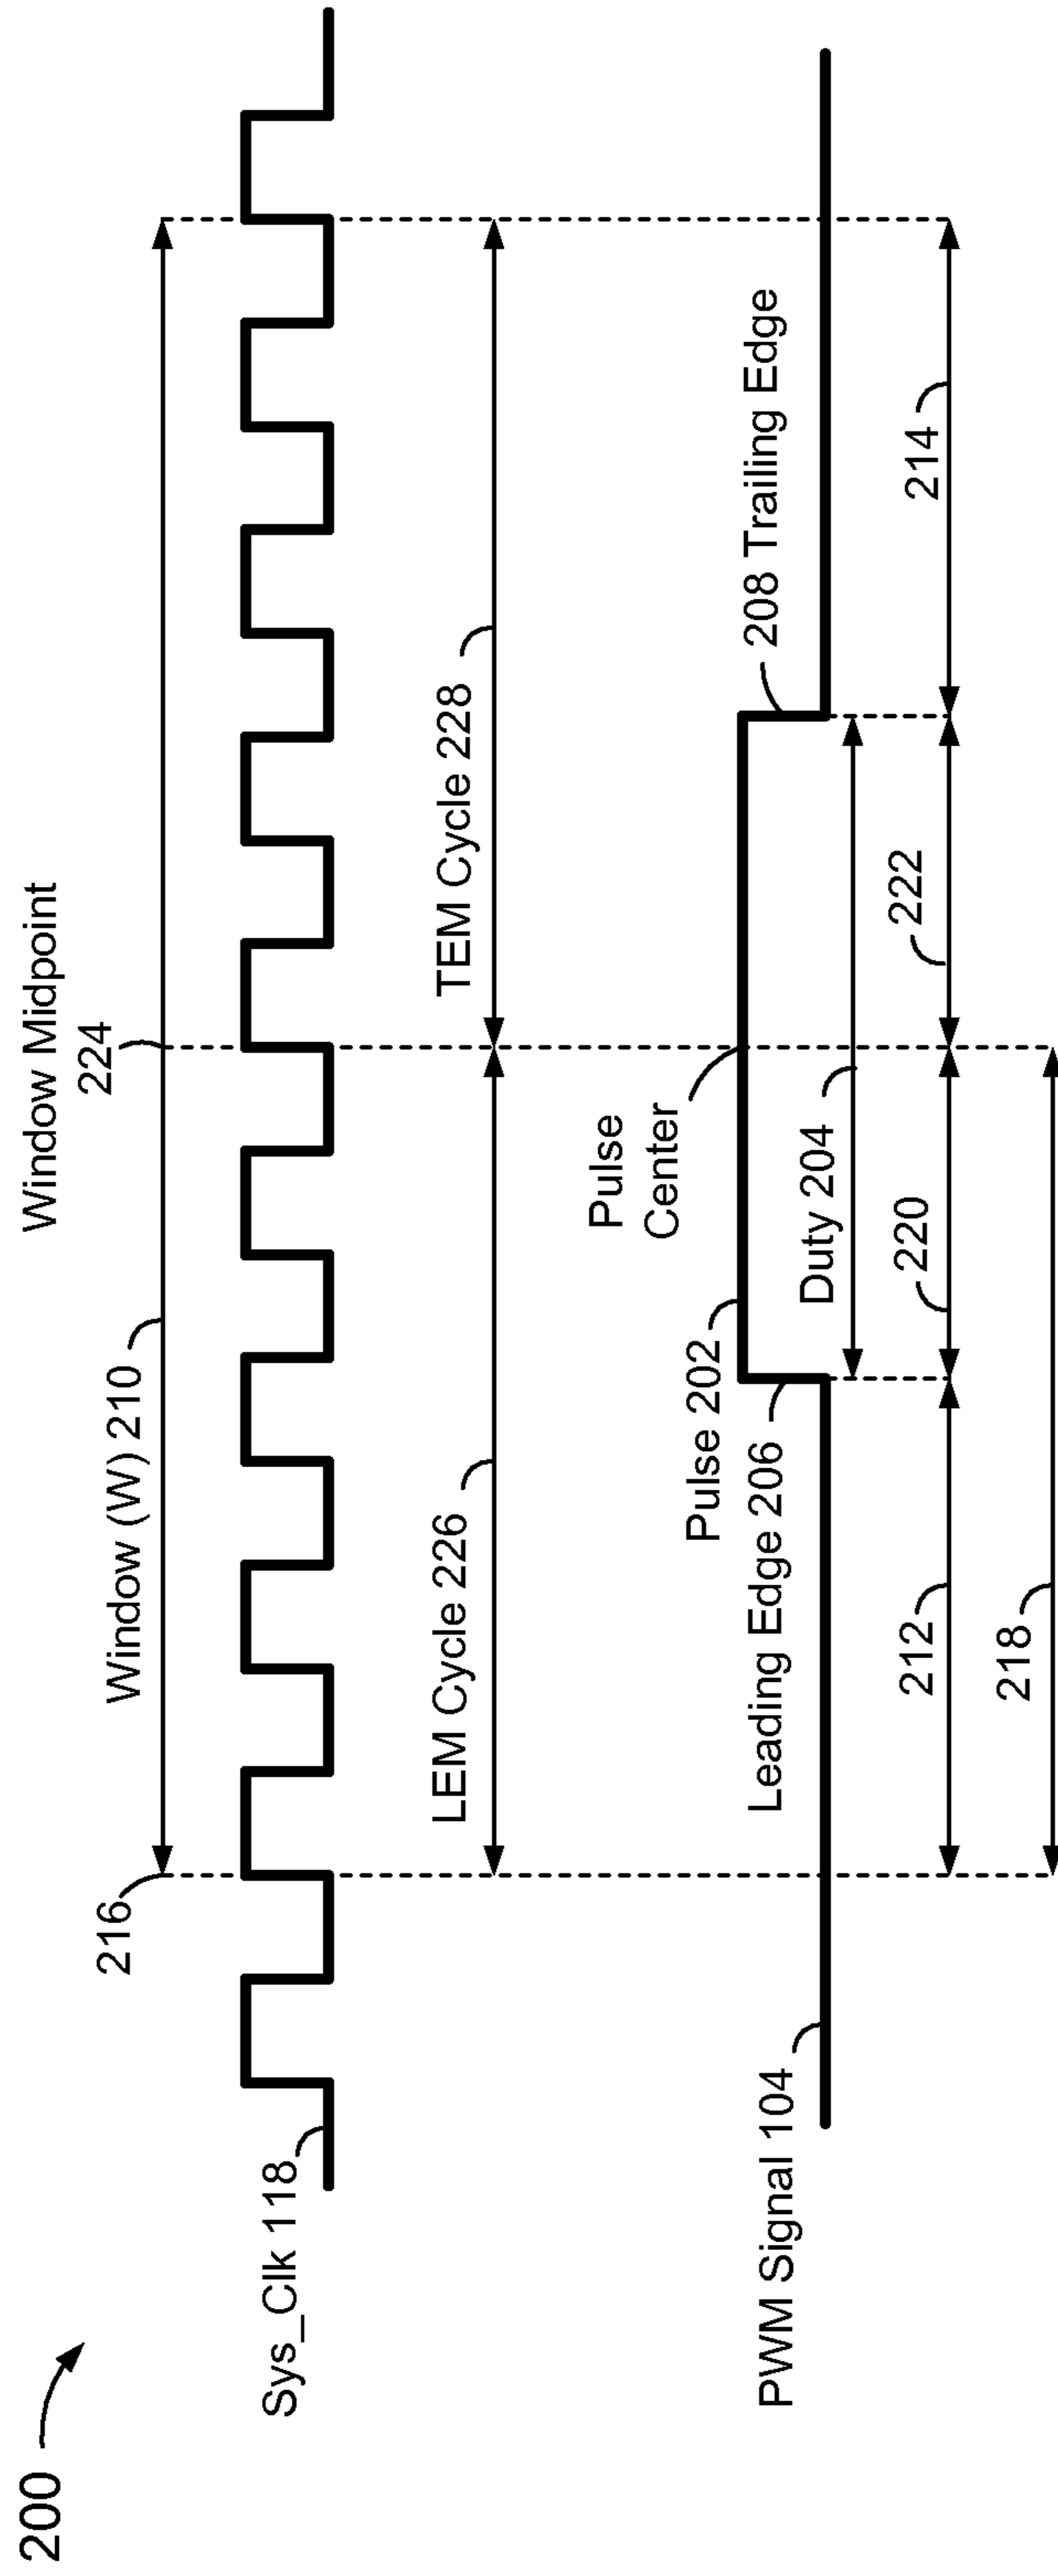 200
Window Midpoint
224
216
Window (W) 210
Sys_Clk 118
LEM Cycle 226
TEM Cycle 228
Pulse
Center
Pulse 202
Leading Edge 206
208 Trailing Edge
PWM Signal 104
Duty 204
212
220
222
214
218